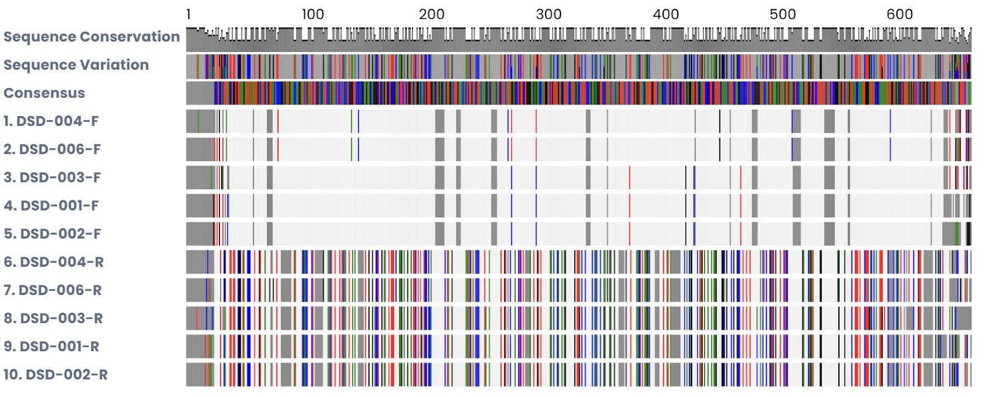 1 100 200 300 400 500 600
Sequence Conservation
Sequence Variation
Consensus
1. DSD-004-F
2. DSD-006-F
3. DSD-003-F
4. DSD-001-F
5. DSD-002-F
6. DSD-004-R
7. DSD-006-R
8. DSD-003-R
9. DSD-001-R
10. DSD-002-R